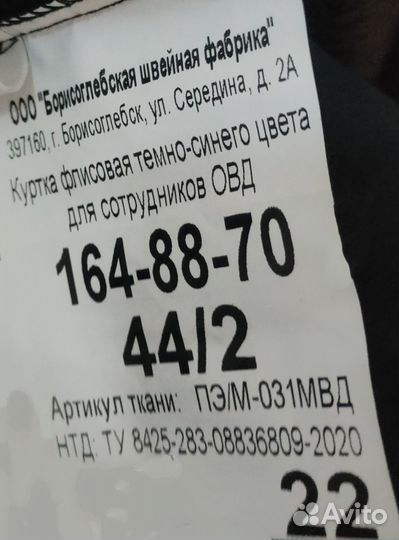 ООО "Борисоглебская швейная фабрика"
397160, г. Борисоглебск, ул. Середина, д. 2А
Куртка флисовая темно-синего цвета
для сотрудников ОВД
164-88-70
44/2
Артикул ткани: ПЭ/М-031МВД
НТД: ТУ 8425-283-08836809-2020
22
Avito